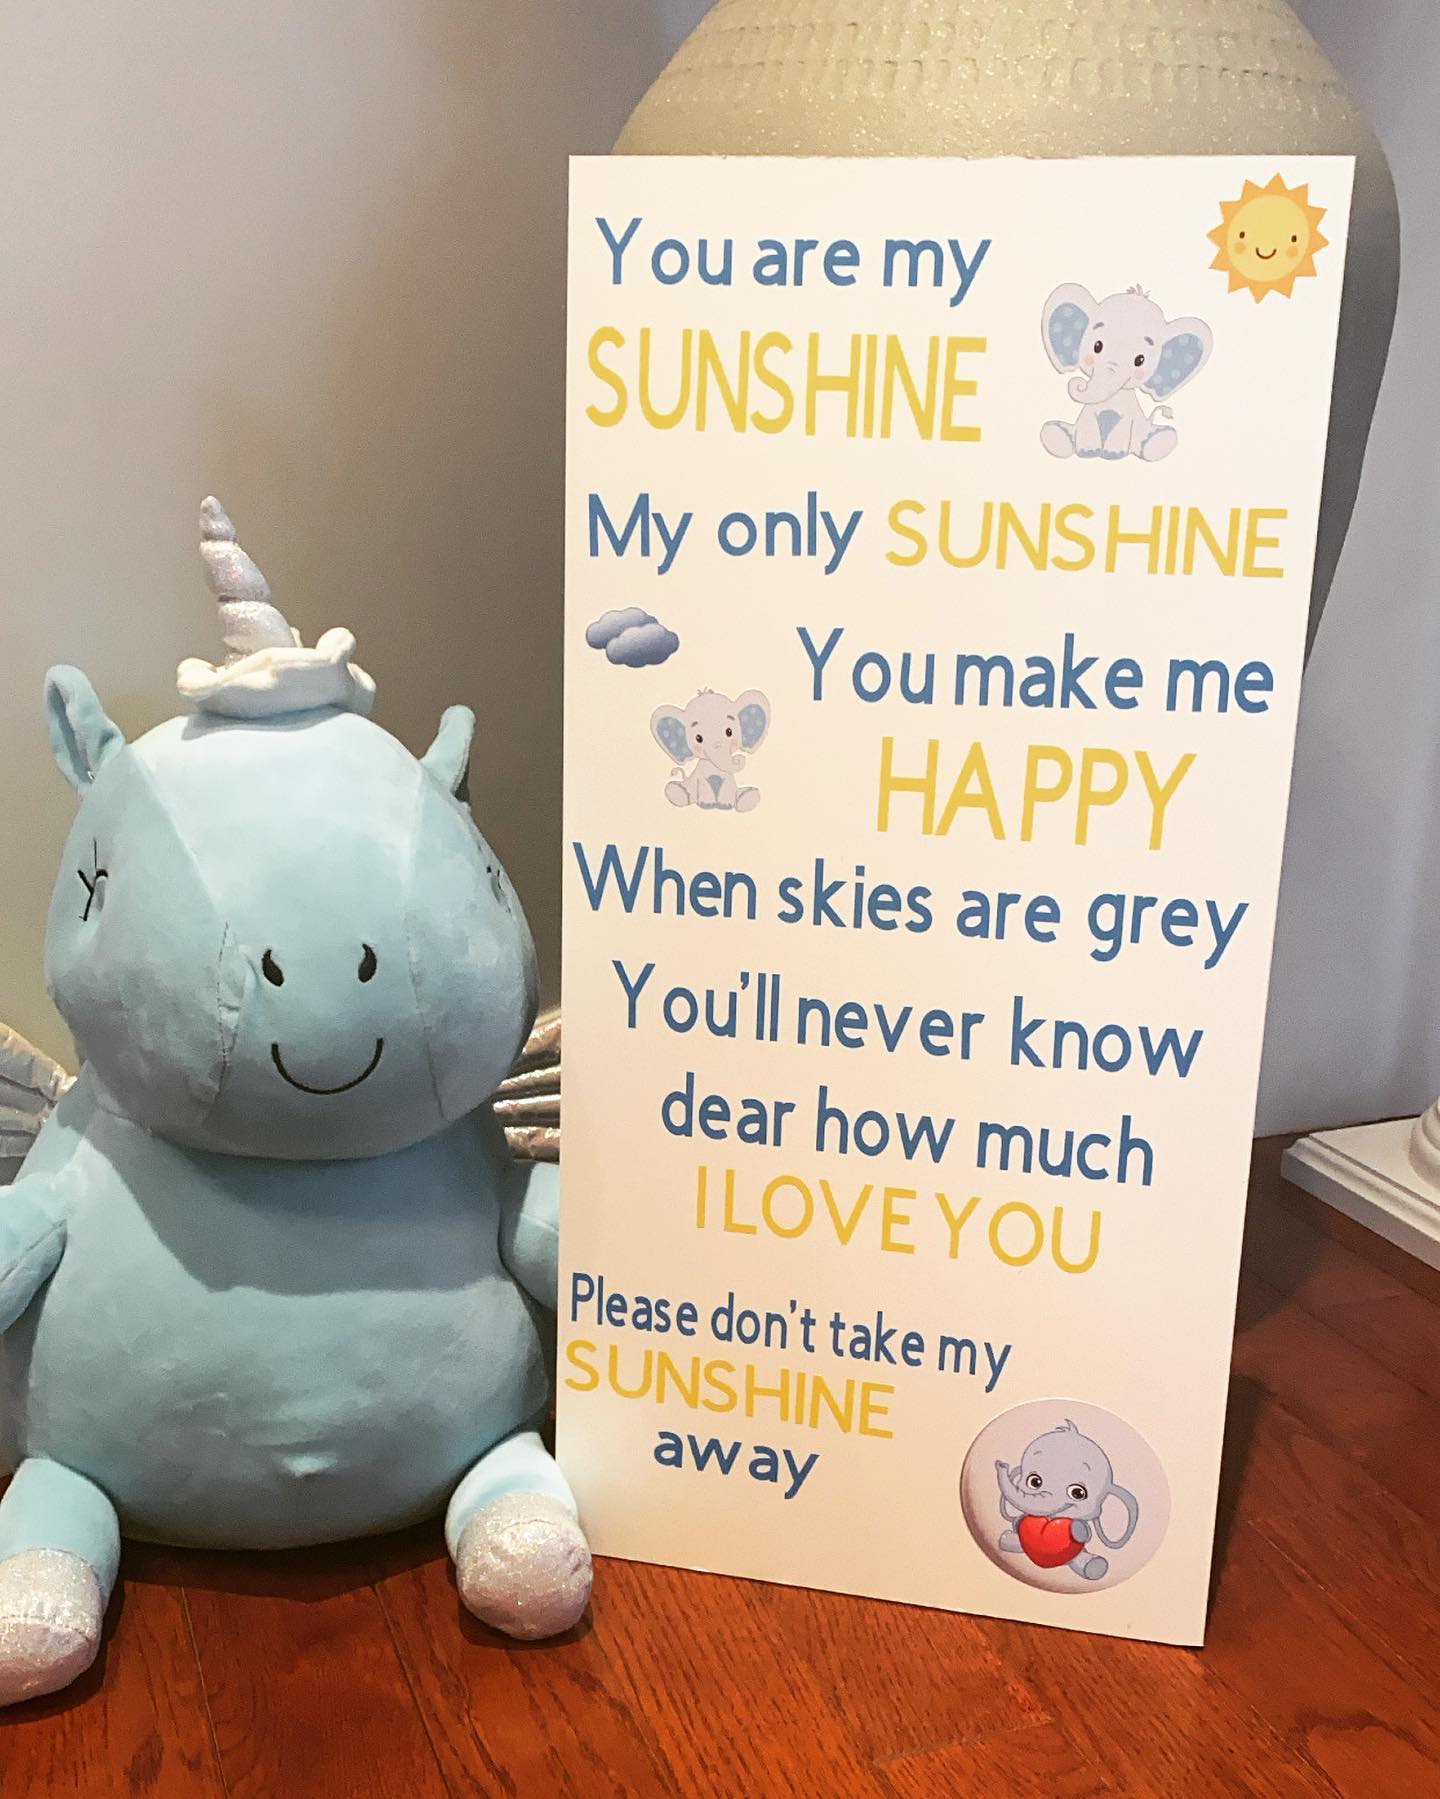 You are my
SUNSHINE
My only SUNSHINE
You make me
HAPPY
When skies are grey
You'll never know
dear how much
I LOVE YOU
Please don't take my
SUNSHINE
away